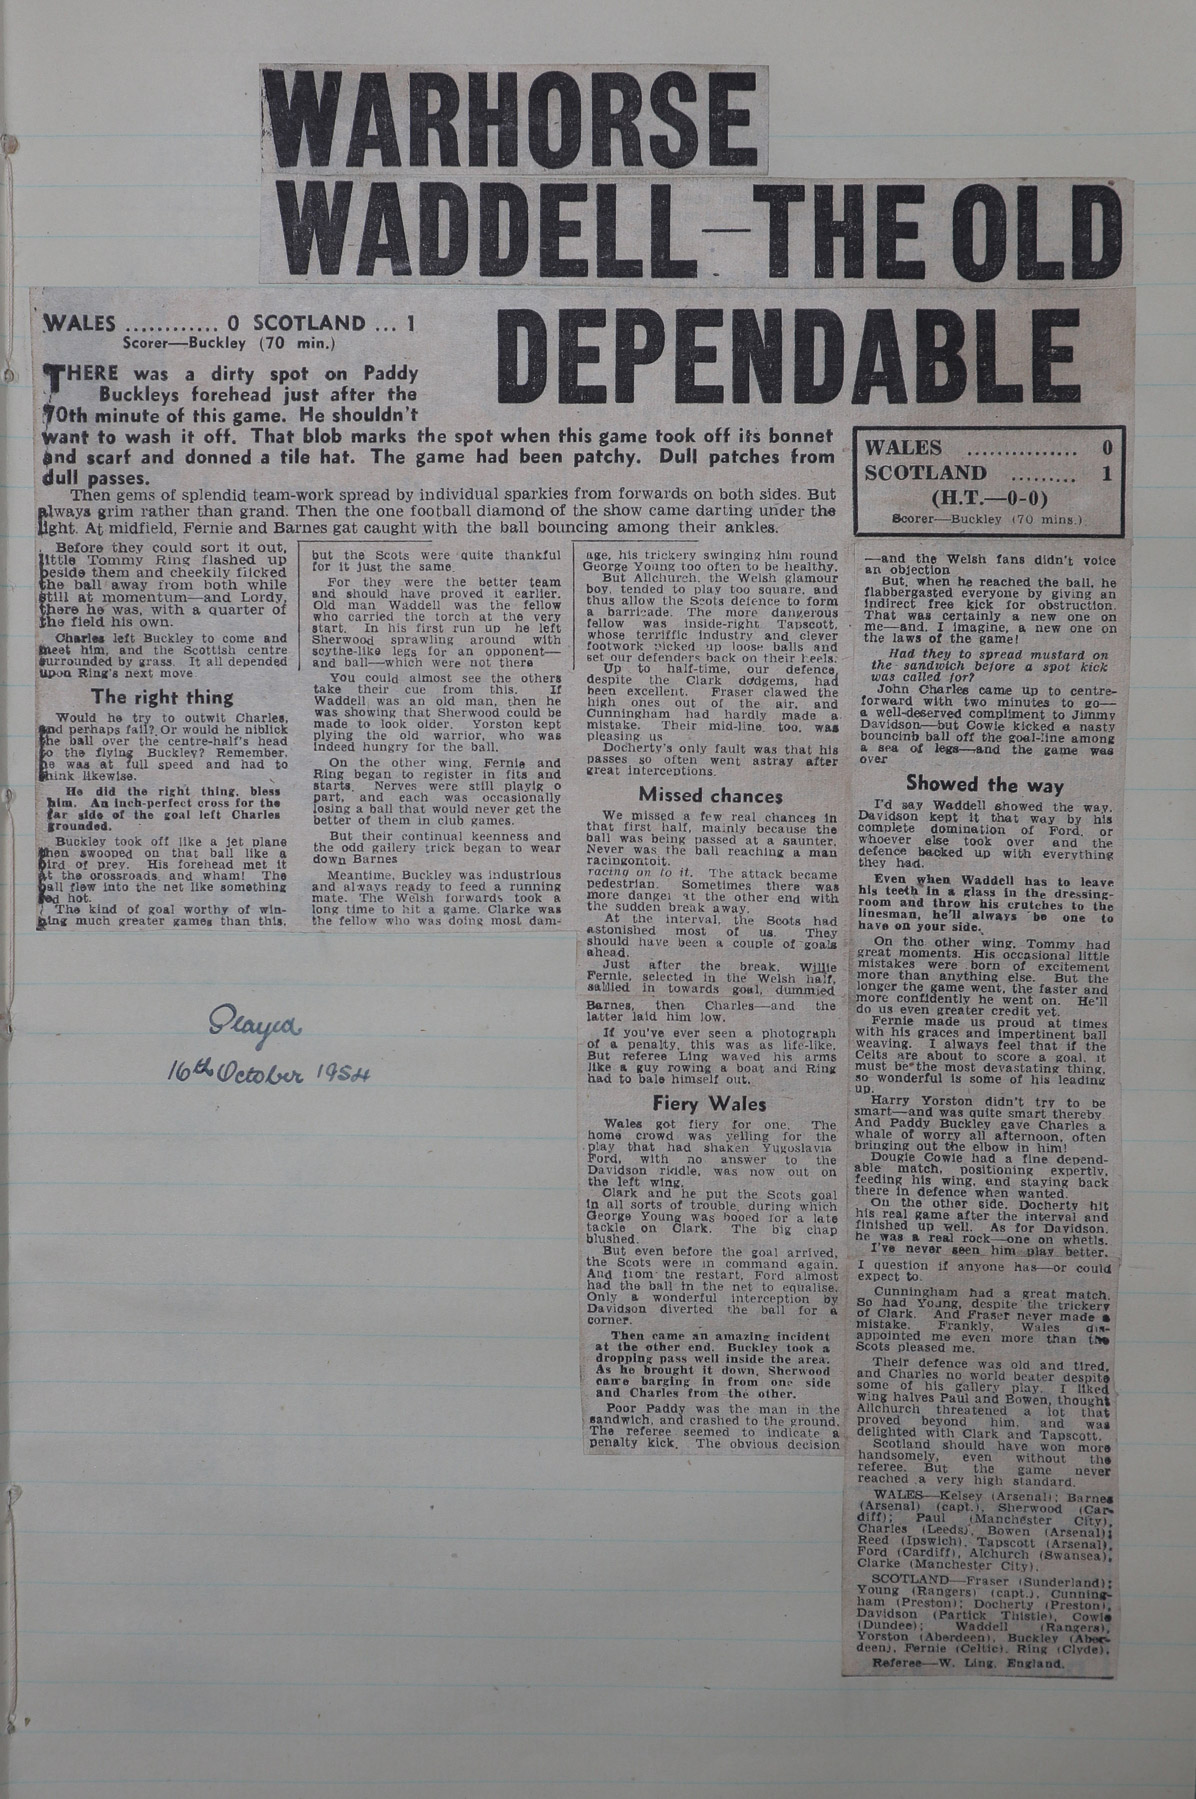 WARHORSE
WADDELL—THE OLD
DEPENDABLE
WALES ............ 0 SCOTLAND ... 1
Scorer—Buckley (70 min.)
THERE was a dirty spot on Paddy
Buckleys forehead just after the
70th minute of this game. He shouldn't
want to wash it off. That blob marks the spot when this game took off its bonnet
and scarf and donned a tile hat. The game had been patchy. Dull patches from
dull passes.
Then gems of splendid team-work spread by individual sparkies from forwards on both sides. But
always grim rather than grand. Then the one football diamond of the show came darting under the
light. At midfield, Fernie and Barnes gat caught with the ball bouncing among their ankles.
WALES ............... 0
SCOTLAND ......... 1
(H.T.—0-0)
Scorer—Buckley (70 mins.)
Before they could sort it out,
little Tommy Ring flashed up
beside them and cheekily flicked
the ball away from both while
still at momentum—and Lordy,
there he was, with a quarter of
the field his own.
Charles left Buckley to come and
meet him, and the Scottish centre
surrounded by grass. It all depended
upon Ring's next move
The right thing
Would he try to outwit Charles,
and perhaps fail? Or would he niblick
the ball over the centre-half's head
to the flying Buckley? Remember,
he was at full speed and had to
think likewise.
He did the right thing, bless
him. An inch-perfect cross for the
far side of the goal left Charles
grounded.
Buckley took off like a jet plane
then swooped on that ball like a
bird of prey. His forehead met it
at the crossroads, and wham! The
ball flew into the net like something
red hot.
The kind of goal worthy of win-
ning much greater games than this,
but the Scots were quite thankful
for it just the same
For they were the better team
and should have proved it earlier.
Old man Waddell was the fellow
who carried the torch at the very
start. In his first run up he left
Sherwood sprawling around with
scythe-like legs for an opponent—
and ball—which were not there
You could almost see the others
take their cue from this. If
Waddell was an old man, then he
was showing that Sherwood could be
made to look older. Yorston kept
plying the old warrior, who was
indeed hungry for the ball.
On the other wing, Fernie and
Ring began to register in fits and
starts. Nerves were still playig o
part, and each was occasionally
losing a ball that would never get the
better of them in club games.
But their continual keenness and
the odd gallery trick began to wear
down Barnes
Meantime, Buckley was industrious
and always ready to feed a running
mate. The Welsh forwards took a
long time to hit a game. Clarke was
the fellow who was doing most dam-
age, his trickery swinging him round
George Young too often to be healthy.
But Allchurch, the Welsh glamour
boy, tended to play too square, and
thus allow the Scots defence to form
a barricade. The more dangerous
fellow was inside-right Tapscott,
whose terriffic industry and clever
footwork picked up loose balls and
set our defenders back on their heels.
Up to half-time, our defence,
despite the Clark dodgems, had
been excellent. Fraser clawed the
high ones out of the air, and
Cunningham had hardly made a
mistake. Their mid-line, too, was
pleasing us
Docherty's only fault was that his
passes so often went astray after
great interceptions.
Missed chances
We missed a few real chances in
that first half, mainly because the
ball was being passed at a saunter.
Never was the ball reaching a man
racingontoit.
racing on to it. The attack became
pedestrian. Sometimes there was
more danger at the other end with
the sudden break away.
At the interval, the Scots had
astonished most of us. They
should have been a couple of goals
ahead.
Just after the break, Willie
Fernie, selected in the Welsh half,
sallied in towards goal, dummied
Barnes, then Charles—and the
latter laid him low.
If you've ever seen a photograph
of a penalty, this was as life-like.
But referee Ling waved his arms
like a guy rowing a boat and Ring
had to bale himself out.
Fiery Wales
Wales got fiery for one. The
home crowd was yelling for the
play that had shaken Yugoslavia
Ford, with no answer to the
Davidson riddle, was now out on
the left wing.
Clark and he put the Scots goal
in all sorts of trouble, during which
George Young was booed for a late
tackle on Clark. The big chap
blushed.
But even before the goal arrived,
the Scots were in command again.
And from the restart, Ford almost
had the ball in the net to equalise.
Only a wonderful interception by
Davidson diverted the ball for a
corner.
Then came an amazing incident
at the other end. Buckley took a
dropping pass well inside the area.
As he brought it down, Sherwood
came barging in from one side
and Charles from the other.
Poor Paddy was the man in the
sandwich, and crashed to the ground.
The referee seemed to indicate a
penalty kick. The obvious decision
—and the Welsh fans didn't voice
an objection
But, when he reached the ball, he
flabbergasted everyone by giving an
indirect free kick for obstruction.
That was certainly a new one on
me—and, I imagine, a new one on
the laws of the game!
Had they to spread mustard on
the sandwich before a spot kick
was called for?
John Charles came up to centre-
forward with two minutes to go—
a well-deserved compliment to Jimmy
Davidson—but Cowie kicked a nasty
bouncinb ball off the goal-line among
a sea of legs—and the game was
over
Showed the way
I'd say Waddell showed the way.
Davidson kept it that way by his
complete domination of Ford, or
whoever else took over and the
defence backed up with everything
they had.
Even when Waddell has to leave
his teeth in a glass in the dressing-
room and throw his crutches to the
linesman, he'll always be one to
have on your side.
On the other wing, Tommy had
great moments. His occasional little
mistakes were born of excitement
more than anything else. But the
longer the game went, the faster and
more confidently he went on. He'll
do us even greater credit yet.
Fernie made us proud at times
with his graces and impertinent ball
weaving. I always feel that if the
Celts are about to score a goal, it
must be the most devastating thing,
so wonderful is some of his leading
up.
Harry Yorston didn't try to be
smart—and was quite smart thereby
And Paddy Buckley gave Charles a
whale of worry all afternoon, often
bringing out the elbow in him!
Dougie Cowie had a fine depend-
able match, positioning expertly,
feeding his wing, and staying back
there in defence when wanted.
On the other side, Docherty hit
his real game after the interval and
finished up well. As for Davidson,
he was a real rock—one on wheels.
I've never seen him play better.
I question if anyone has—or could
expect to.
Cunningham had a great match.
So had Young, despite the trickery
of Clark. And Fraser never made a
mistake. Frankly, Wales dis-
appointed me even more than the
Scots pleased me.
Their defence was old and tired,
and Charles no world beater despite
some of his gallery play. I liked
wing halves Paul and Bowen, thought
Allchurch threatened a lot that
proved beyond him, and was
delighted with Clark and Tapscott.
Scotland should have won more
handsomely, even without the
referee. But the game never
reached a very high standard.
WALES—Kelsey (Arsenal); Barnes
(Arsenal) (capt.), Sherwood (Car-
diff); Paul (Manchester City),
Charles (Leeds), Bowen (Arsenal);
Reed (Ipswich), Tapscott (Arsenal),
Ford (Cardiff), Alchurch (Swansea),
Clarke (Manchester City).
SCOTLAND—Fraser (Sunderland);
Young (Rangers) (capt.), Cunning-
ham (Preston); Docherty (Preston),
Davidson (Partick Thistle), Cowie
(Dundee); Waddell (Rangers),
Yorston (Aberdeen), Buckley (Aber-
deen), Fernie (Celtic), Ring (Clyde).
Referee—W. Ling, England.
Played
16th October 1954